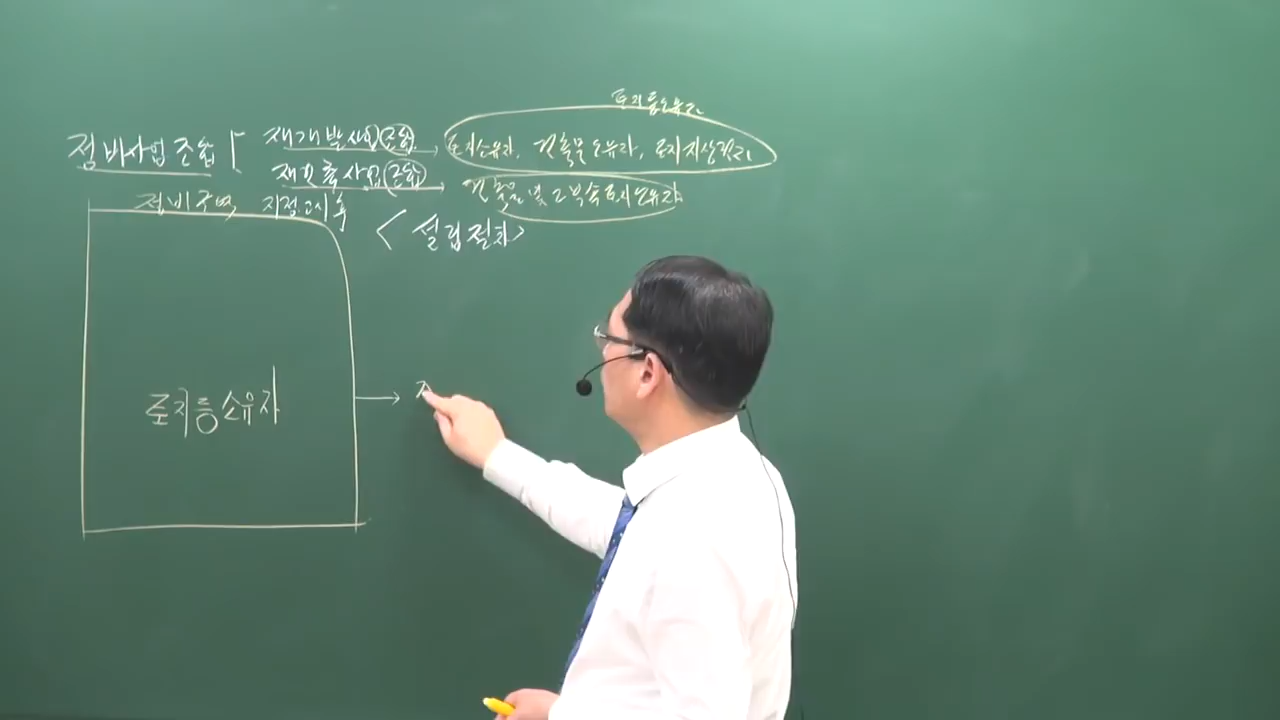 토지등소유자
정비사업조합 [ 재개발사업조합 → 토지소유자, 건축물소유자, 토지지상권자
재건축사업조합 → 건축물 및 그 부속토지소유자
정비구역 지정고시 후
<설립절차>
토지등소유자 →